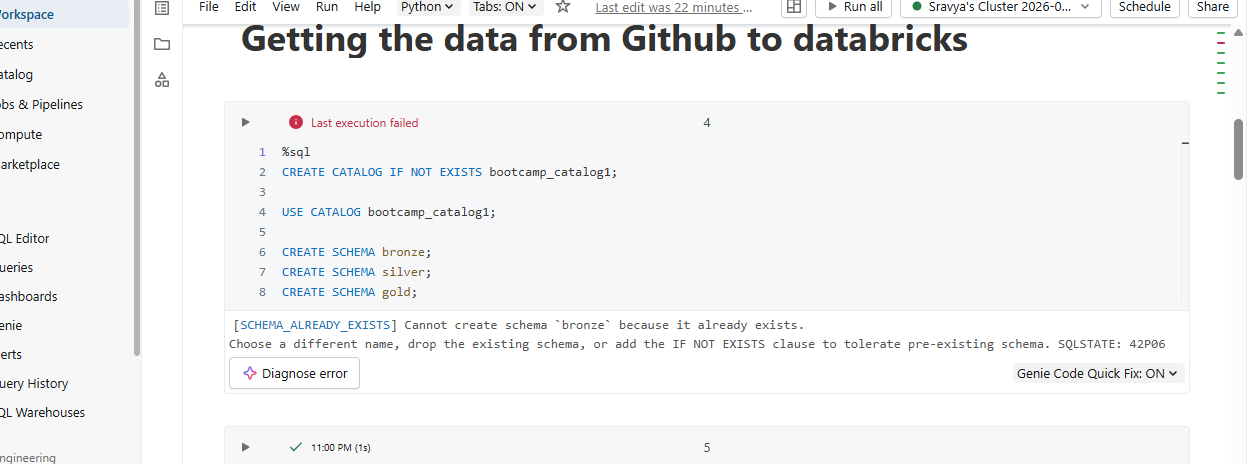 File Edit View Run Help Python Tabs: ON Last edit was 22 minutes ... Run all Sravya's Cluster 2026-0... Schedule Share
orkspace
ecents
atalog
obs & Pipelines
ompute
arketplace
QL Editor
ueries
ashboards
enie
erts
uery History
QL Warehouses
ngineering
Getting the data from Github to databricks
Last execution failed 4
1 %sql
2 CREATE CATALOG IF NOT EXISTS bootcamp_catalog1;
3
4 USE CATALOG bootcamp_catalog1;
5
6 CREATE SCHEMA bronze;
7 CREATE SCHEMA silver;
8 CREATE SCHEMA gold;
[SCHEMA_ALREADY_EXISTS] Cannot create schema `bronze` because it already exists.
Choose a different name, drop the existing schema, or add the IF NOT EXISTS clause to tolerate pre-existing schema. SQLSTATE: 42P06
Diagnose error Genie Code Quick Fix: ON
11:00 PM (1s) 5